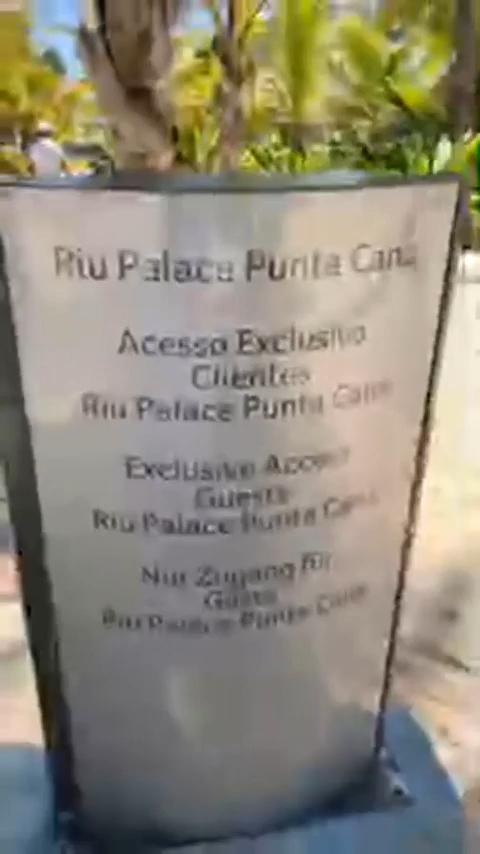 Riu Palace Punta Cana
Acesso Exclusivo
Clientes
Riu Palace Punta Cana
Exclusive Access
Guests
Riu Palace Punta Cana
Nur Zugang für
Gäste
Riu Palace Punta Cana